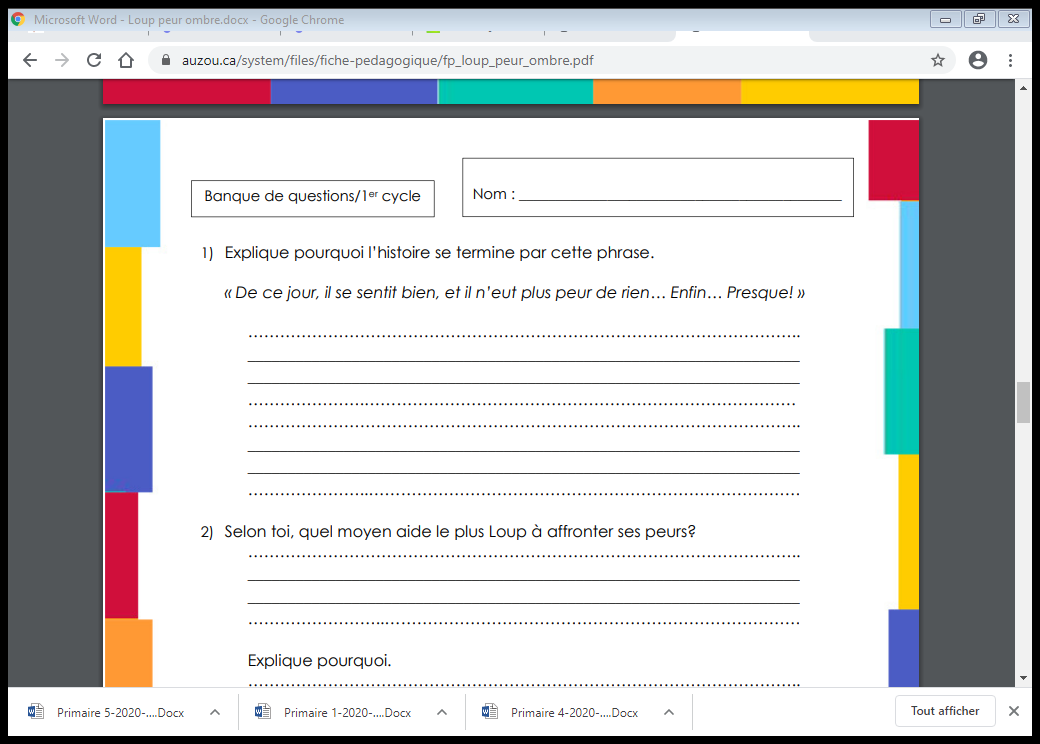 Microsoft Word - Loup peur ombre.docx - Google Chrome
auzou.ca/system/files/fiche-pedagogique/fp_loup_peur_ombre.pdf
Banque de questions/1er cycle
Nom : ______________________________________
1) Explique pourquoi l'histoire se termine par cette phrase.
« De ce jour, il se sentit bien, et il n'eut plus peur de rien… Enfin… Presque! »
2) Selon toi, quel moyen aide le plus Loup à affronter ses peurs?
Explique pourquoi.
Primaire 5-2020-....Docx
Primaire 1-2020-....Docx
Primaire 4-2020-....Docx
Tout afficher